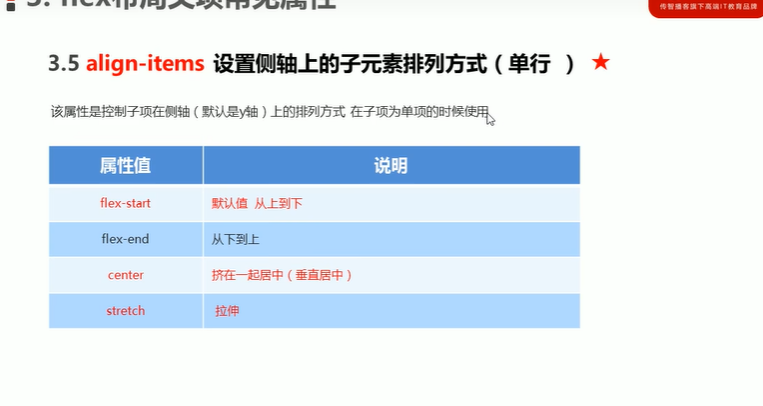 3. flex布局父项常见属性
传智播客旗下高端IT教育品牌
3.5 align-items 设置侧轴上的子元素排列方式（单行 ）★
该属性是控制子项在侧轴（默认是y轴）上的排列方式 在子项为单项的时候使用
属性值 说明
flex-start 默认值 从上到下
flex-end 从下到上
center 挤在一起居中（垂直居中）
stretch 拉伸